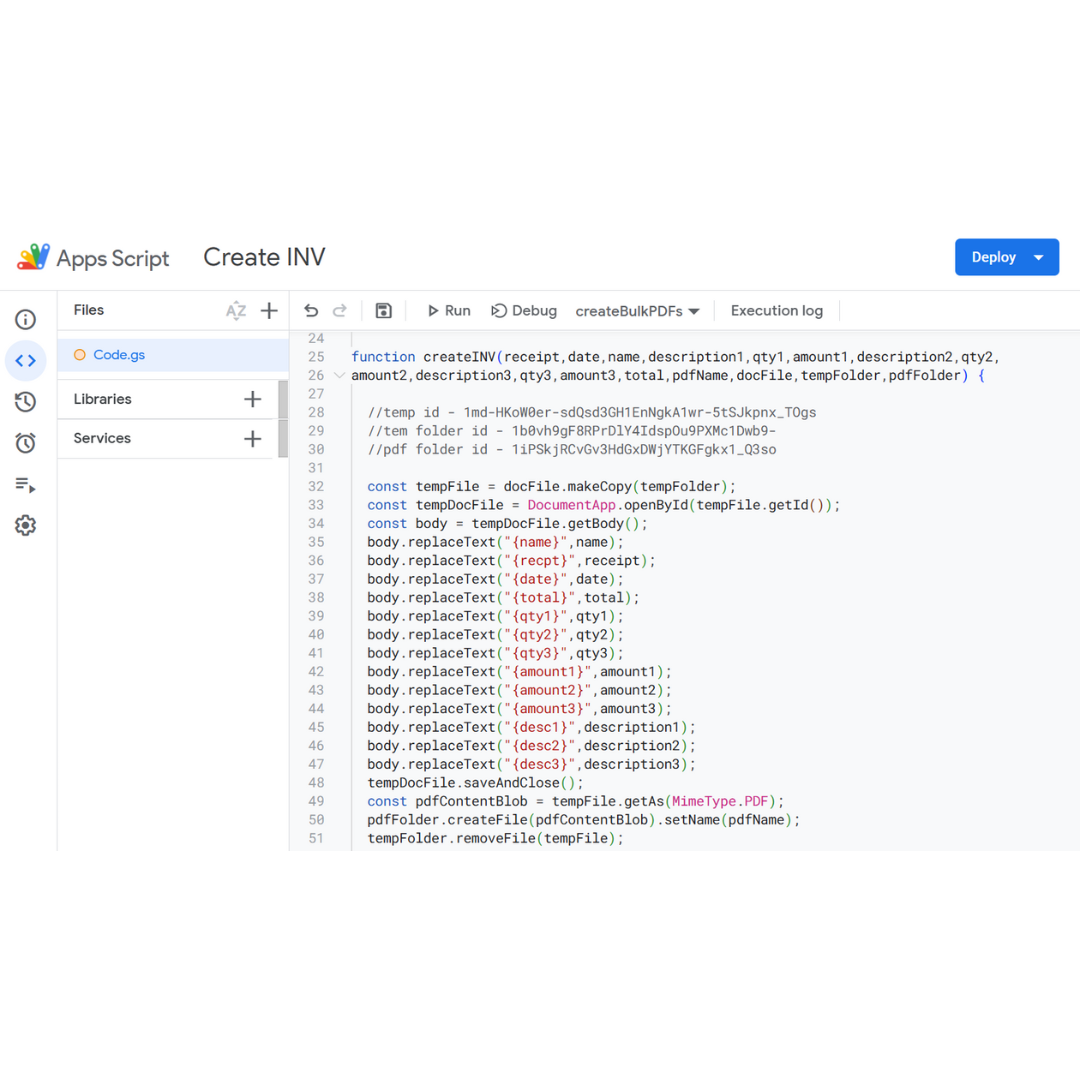 Apps Script Create INV Deploy
Files AZ Run Debug createBulkPDFs Execution log
Code.gs
Libraries
Services
24
25 function createINV(receipt,date,name,description1,qty1,amount1,description2,qty2,
26 amount2,description3,qty3,amount3,total,pdfName,docFile,tempFolder,pdfFolder) {
27
28 //temp id - 1md-HKoW0er-sdQsd3GH1EnNgkA1wr-5tSJkpnx_TOgs
29 //tem folder id - 1b0vh9gF8RPrDlY4IdspOu9PXMc1Dwb9-
30 //pdf folder id - 1iPSkjRCvGv3HdGxDWjYTKGFgkx1_Q3so
31
32 const tempFile = docFile.makeCopy(tempFolder);
33 const tempDocFile = DocumentApp.openById(tempFile.getId());
34 const body = tempDocFile.getBody();
35 body.replaceText("{name}",name);
36 body.replaceText("{recpt}",receipt);
37 body.replaceText("{date}",date);
38 body.replaceText("{total}",total);
39 body.replaceText("{qty1}",qty1);
40 body.replaceText("{qty2}",qty2);
41 body.replaceText("{qty3}",qty3);
42 body.replaceText("{amount1}",amount1);
43 body.replaceText("{amount2}",amount2);
44 body.replaceText("{amount3}",amount3);
45 body.replaceText("{desc1}",description1);
46 body.replaceText("{desc2}",description2);
47 body.replaceText("{desc3}",description3);
48 tempDocFile.saveAndClose();
49 const pdfContentBlob = tempFile.getAs(MimeType.PDF);
50 pdfFolder.createFile(pdfContentBlob).setName(pdfName);
51 tempFolder.removeFile(tempFile);